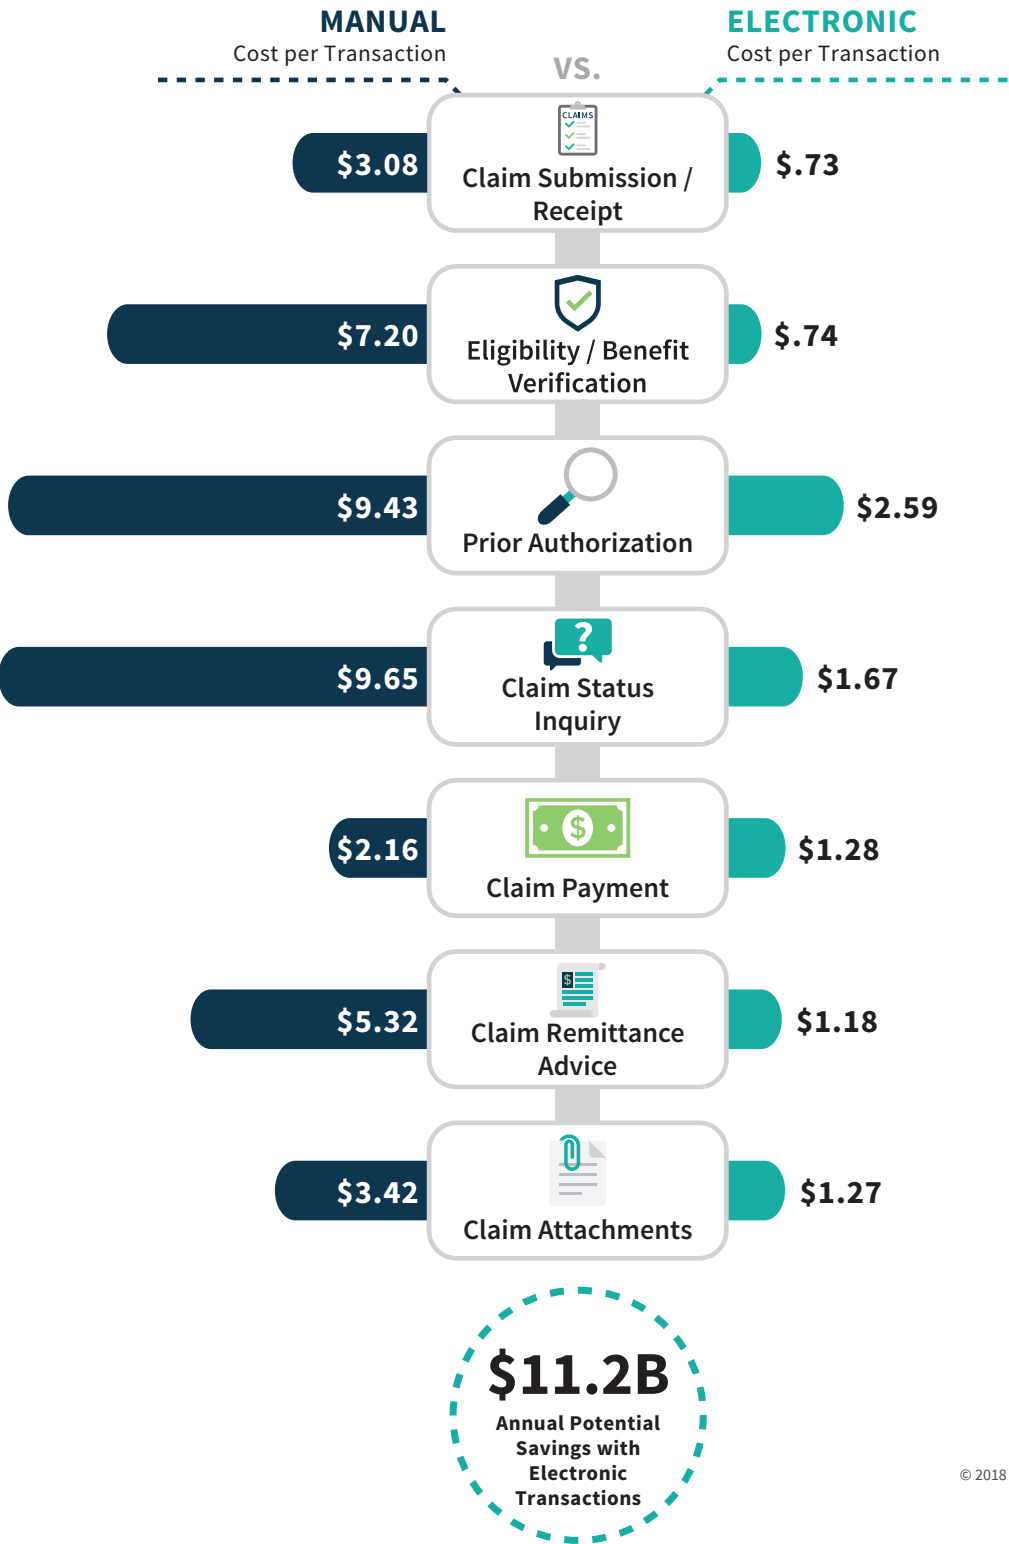 MANUAL
Cost per Transaction
VS.
ELECTRONIC
Cost per Transaction
CLAIMS
$3.08
Claim Submission /
Receipt
$.73
$7.20
Eligibility / Benefit
Verification
$.74
$9.43
Prior Authorization
$2.59
?
$9.65
Claim Status
Inquiry
$1.67
$
$2.16
Claim Payment
$1.28
$
$5.32
Claim Remittance
Advice
$1.18
$3.42
Claim Attachments
$1.27
$11.2B
Annual Potential
Savings with
Electronic
Transactions
© 2018